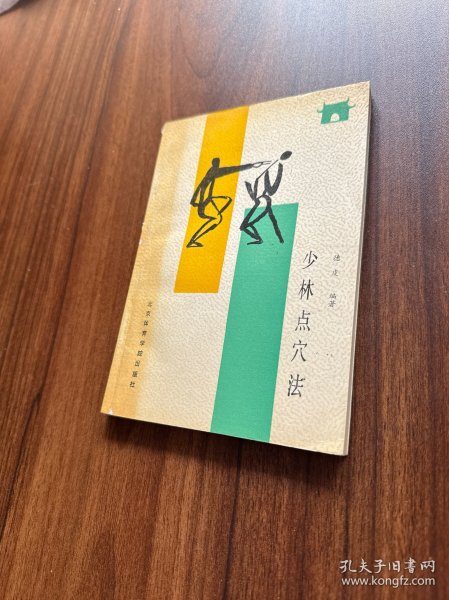 少林点穴法
德虔 编著
北京体育学院出版社
孔夫子旧书网
www.kongfz.com